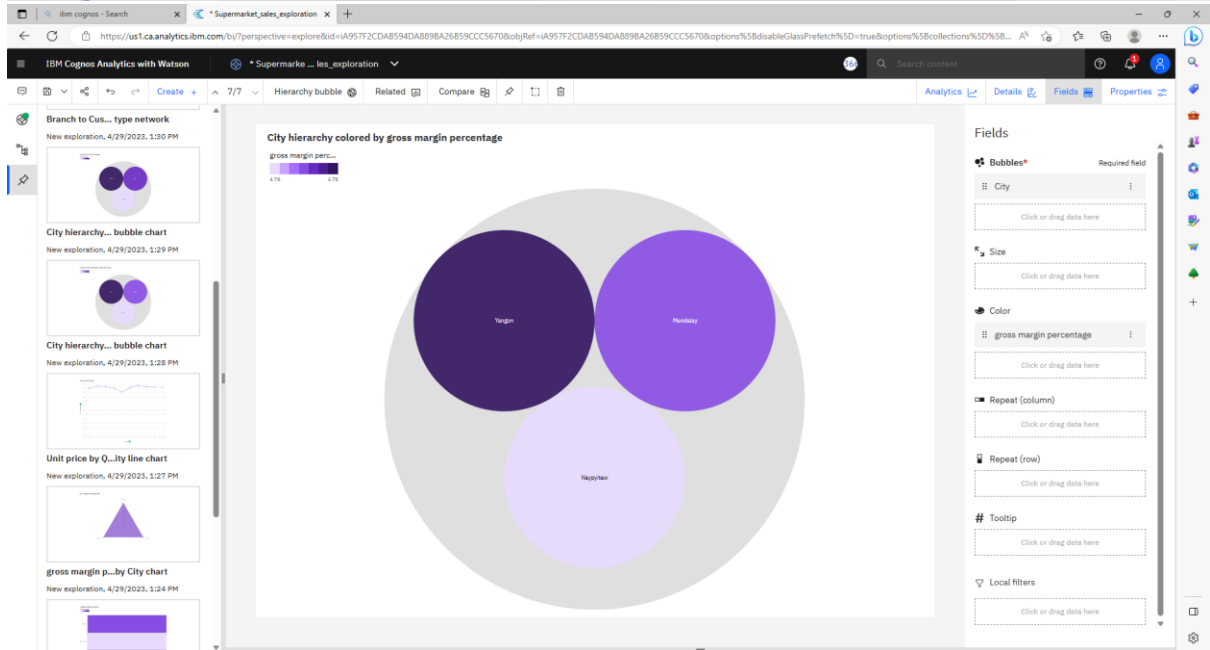 ibm cognos - Search
* Supermarket_sales_exploration
https://us1.ca.analytics.ibm.com/bi/?perspective=explore&id=iA957F2CDAB594DA889BA26B59CCC5670&objRef=iA957F2CDAB594DA889BA26B59CCC5670&options%5BdisableGlassPrefetch%5D=true&options%5Bcollections%5D%5B...
IBM Cognos Analytics with Watson
* Supermarke ... les_exploration
Search content
Create +
7/7
Hierarchy bubble
Related
Compare
Analytics
Details
Fields
Properties
Branch to Cus... type network
New exploration, 4/29/2023, 1:30 PM
City hierarchy... bubble chart
New exploration, 4/29/2023, 1:29 PM
City hierarchy... bubble chart
New exploration, 4/29/2023, 1:28 PM
Unit price by Q...ity line chart
New exploration, 4/29/2023, 1:27 PM
gross margin p...by City chart
New exploration, 4/29/2023, 1:24 PM
City hierarchy colored by gross margin percentage
gross margin perc...
4.76 4.76
Yangon
Mandalay
Naypyitaw
Fields
Bubbles*
Required field
City
Click or drag data here
Size
Click or drag data here
Color
gross margin percentage
Click or drag data here
Repeat (column)
Click or drag data here
Repeat (row)
Click or drag data here
Tooltip
Click or drag data here
Local filters
Click or drag data here